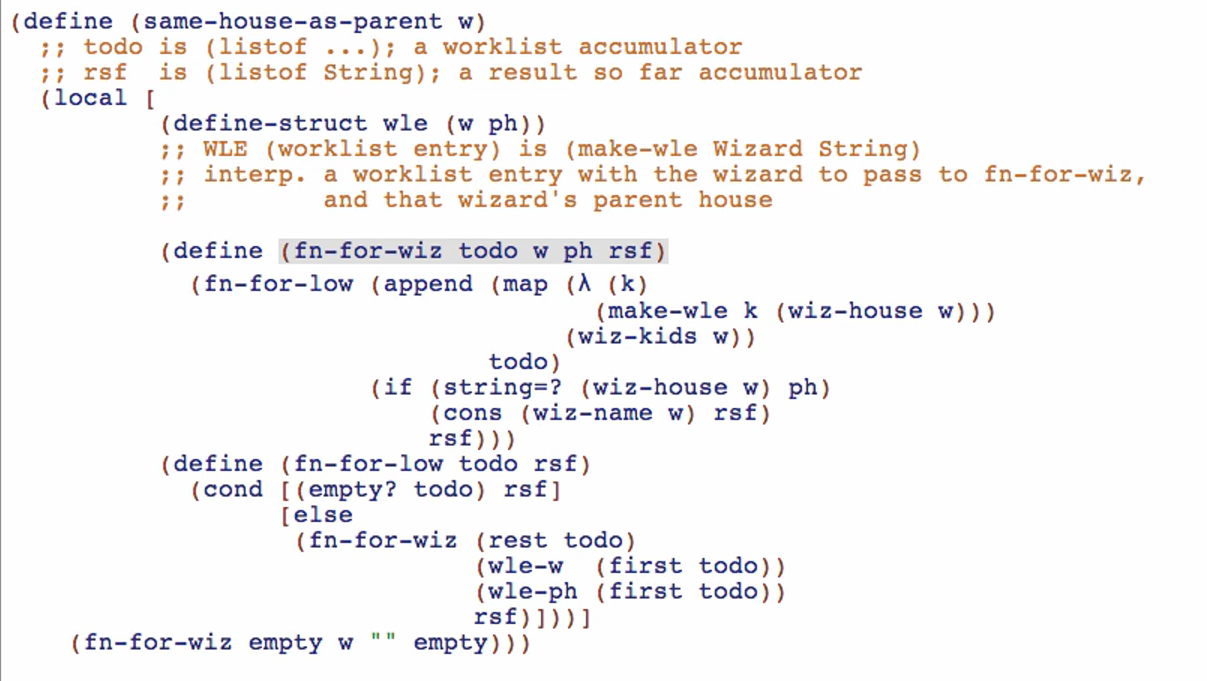 (define (same-house-as-parent w)
  ;; todo is (listof ...); a worklist accumulator
  ;; rsf  is (listof String); a result so far accumulator
  (local [
          (define-struct wle (w ph))
          ;; WLE (worklist entry) is (make-wle Wizard String)
          ;; interp. a worklist entry with the wizard to pass to fn-for-wiz,
          ;;         and that wizard's parent house
          (define (fn-for-wiz todo w ph rsf)
            (fn-for-low (append (map (λ (k)
                                       (make-wle k (wiz-house w)))
                                     (wiz-kids w))
                                todo)
                        (if (string=? (wiz-house w) ph)
                            (cons (wiz-name w) rsf)
                            rsf)))
          (define (fn-for-low todo rsf)
            (cond [(empty? todo) rsf]
                  [else
                   (fn-for-wiz (rest todo)
                               (wle-w  (first todo))
                               (wle-ph (first todo))
                               rsf)]))]
    (fn-for-wiz empty w "" empty)))